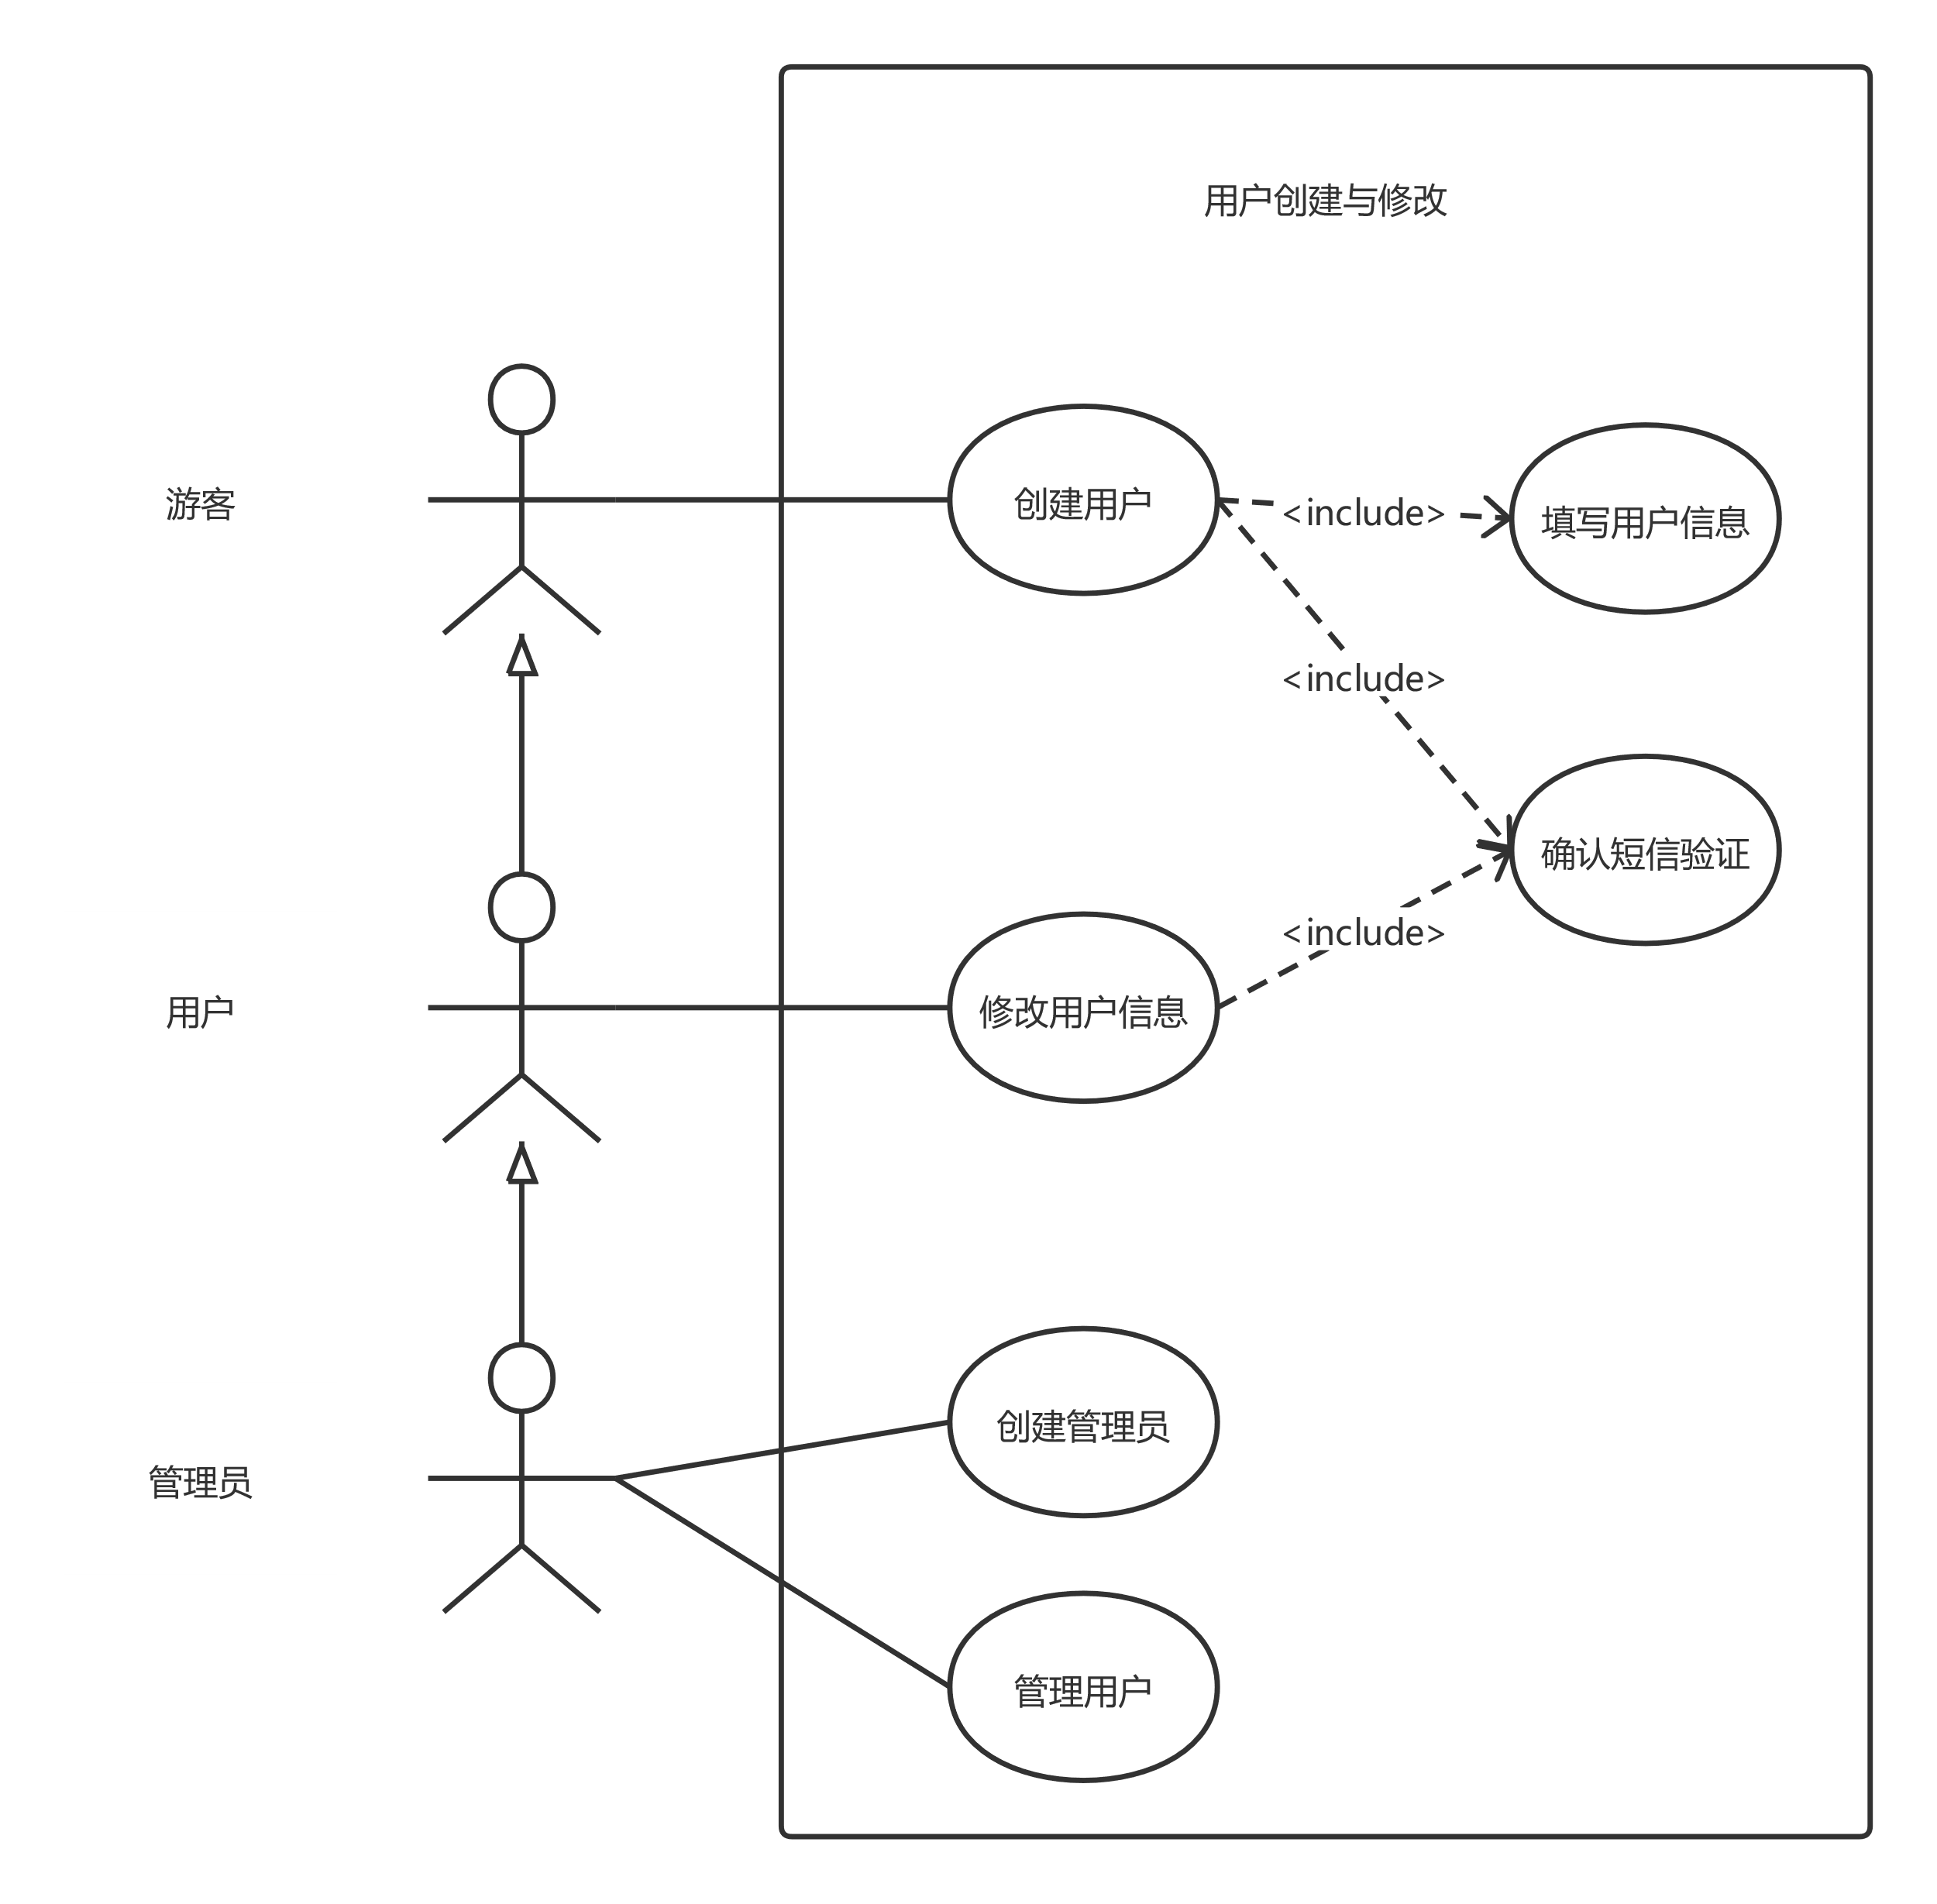 用户创建与修改
游客
创建用户
<include>
填写用户信息
<include>
确认短信验证
<include>
用户
修改用户信息
创建管理员
管理员
管理用户